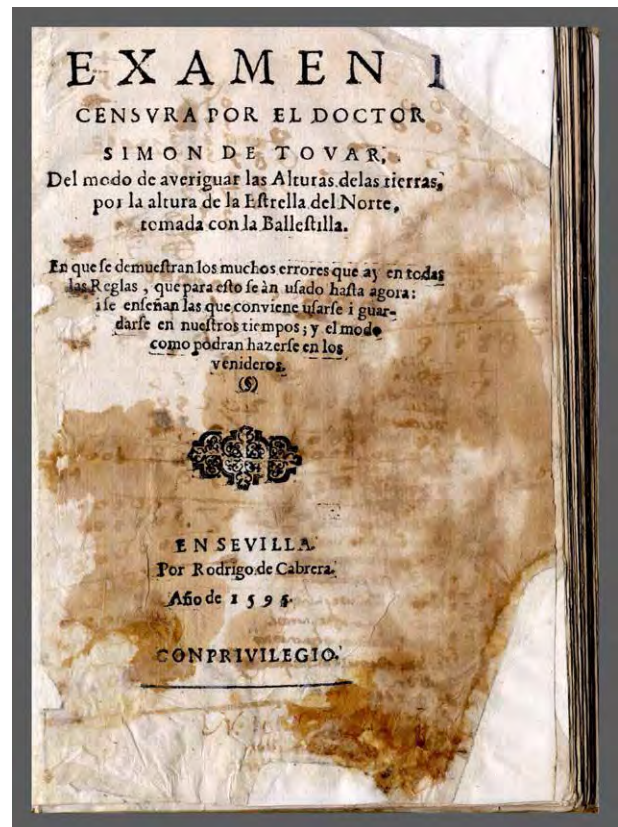 EXAMEN I
CENSVRA POR EL DOCTOR
SIMON DE TOVAR,
Del modo de averiguar las Alturas delas tierras,
por la altura de la Eſtrella del Norte,
tomada con la Balleſtilla.
En que ſe demueſtran los muchos errores que ay en todas
las Reglas, que para eſto ſe àn uſado haſta agora:
i ſe enſeñan las que conviene uſarſe i guar-
darſe en nueſtros tiempos; y el modo
como podran hazerſe en los
venideros.
(§)
EN SEVILLA.
Por Rodrigo de Cabrera.
Año de 1595.
CONPRIVILEGIO.